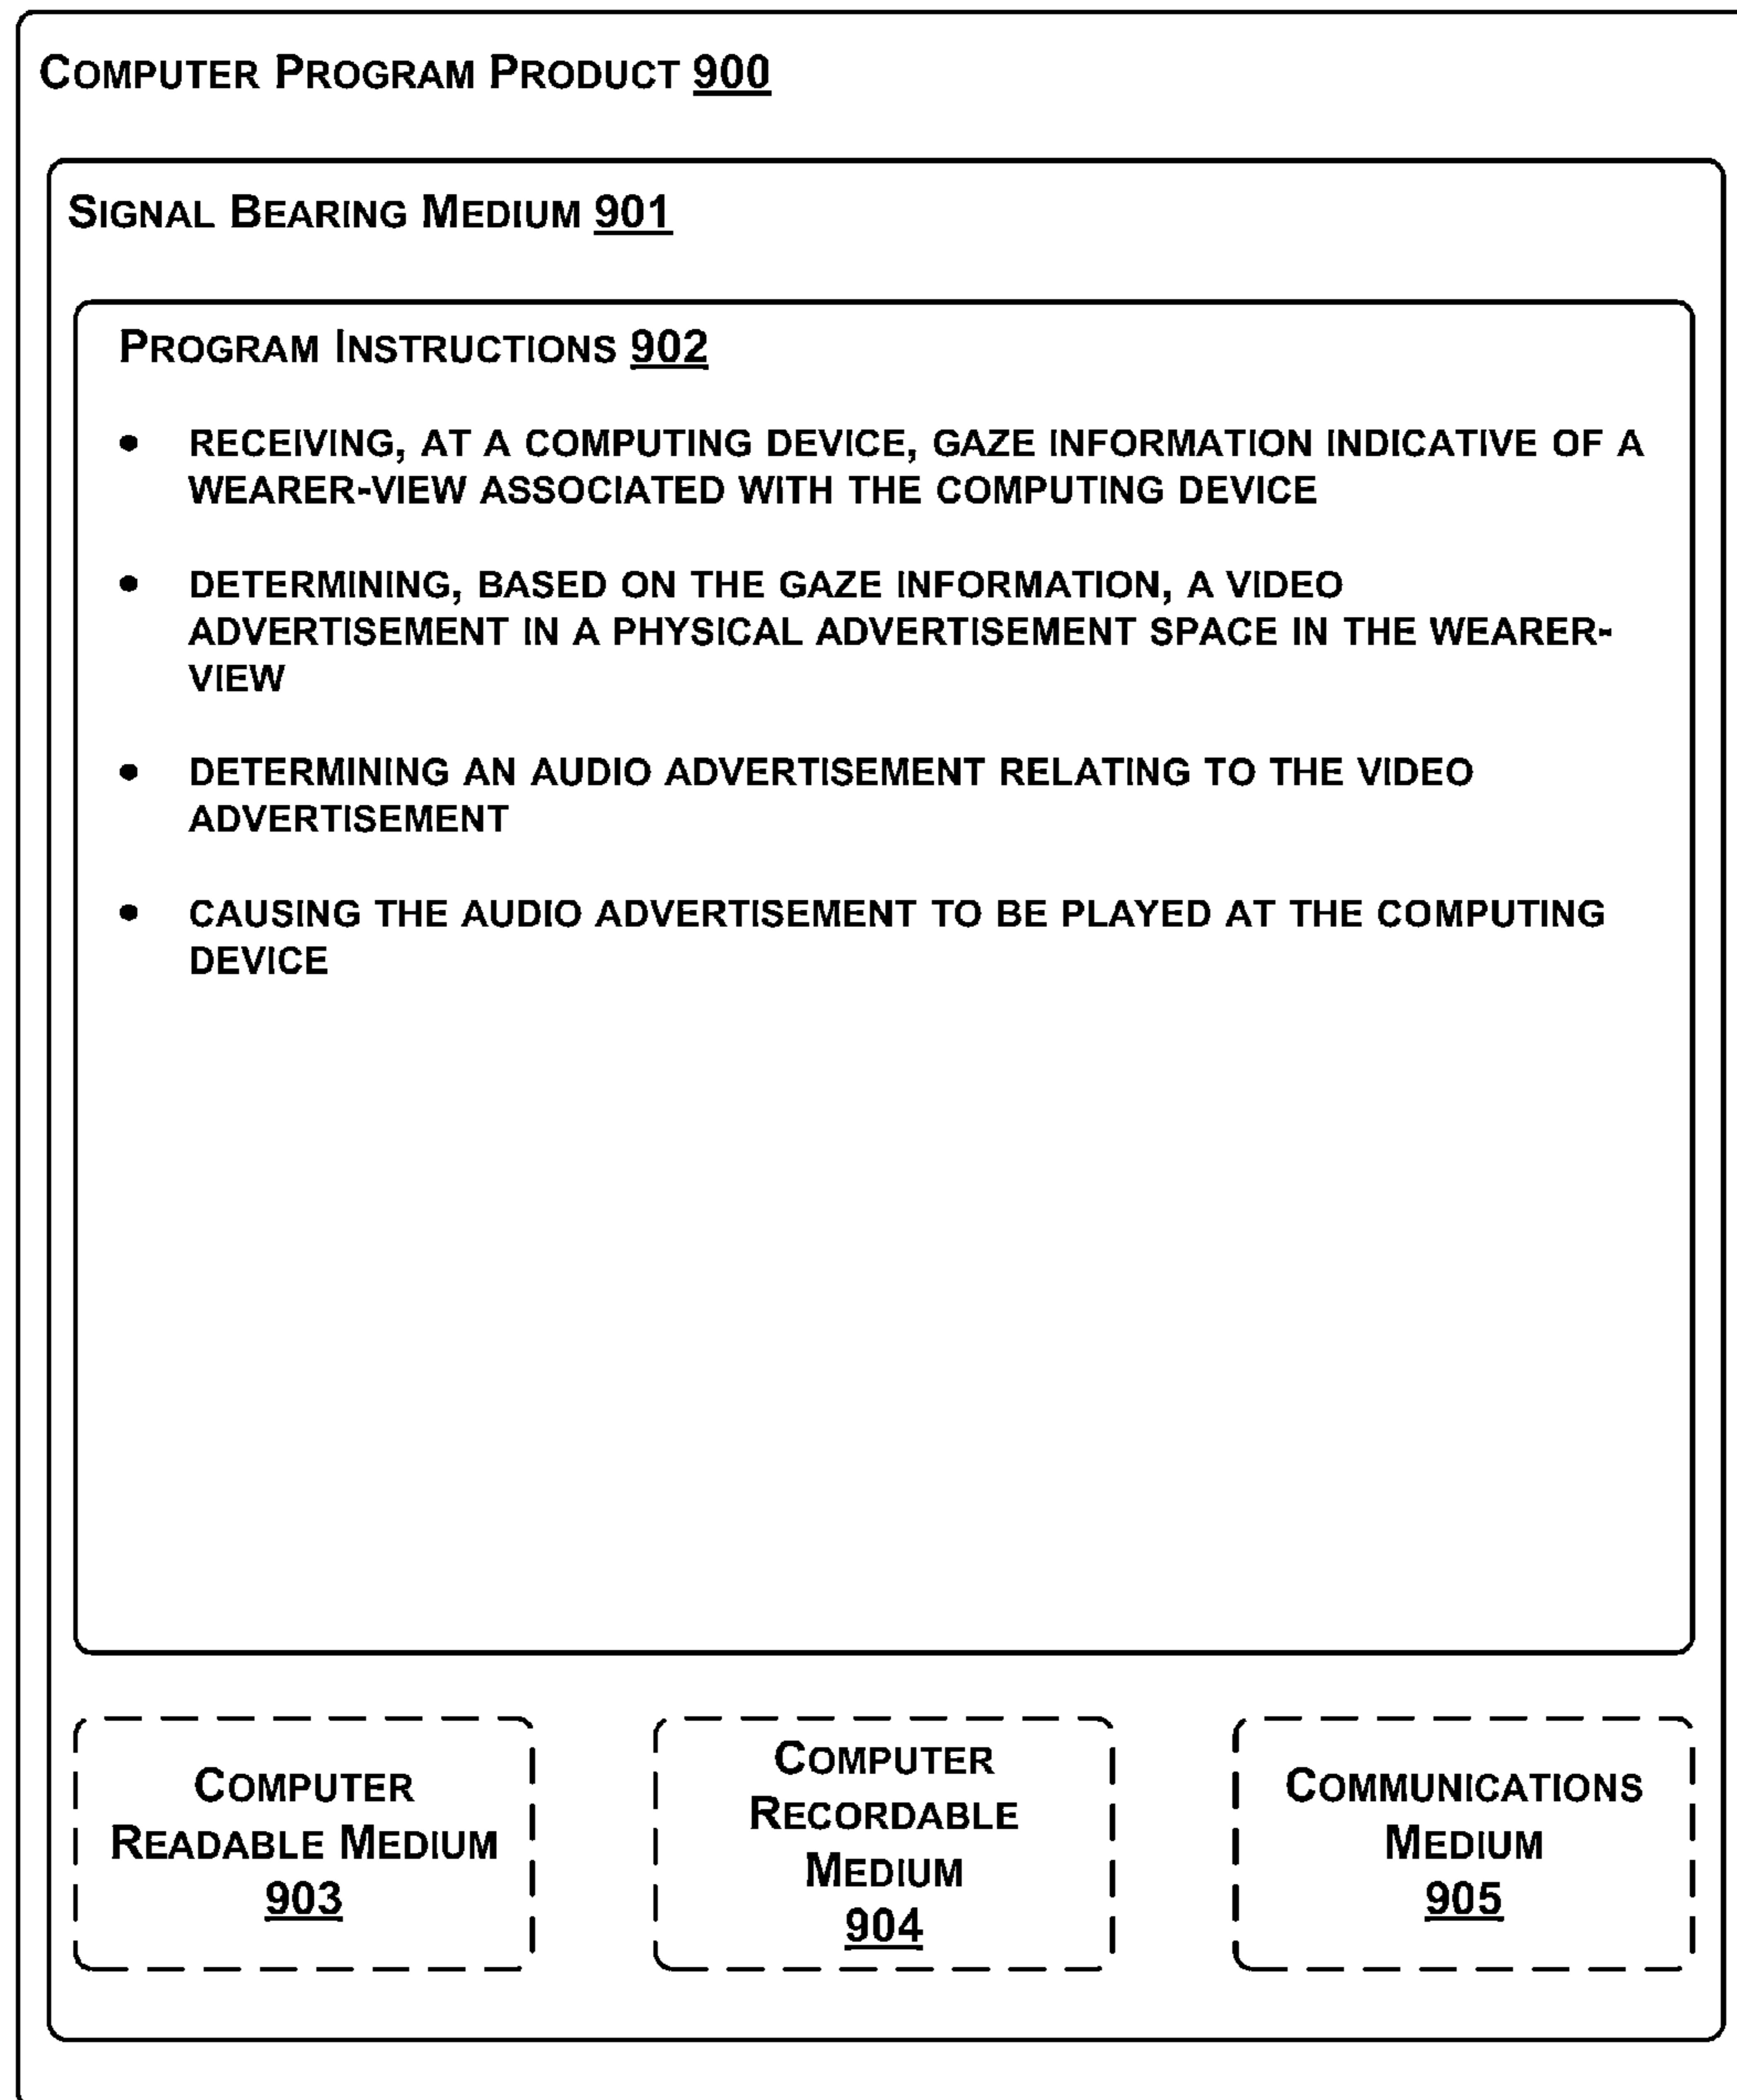 COMPUTER PROGRAM PRODUCT 900
SIGNAL BEARING MEDIUM 901
PROGRAM INSTRUCTIONS 902
• RECEIVING, AT A COMPUTING DEVICE, GAZE INFORMATION INDICATIVE OF A
WEARER-VIEW ASSOCIATED WITH THE COMPUTING DEVICE
• DETERMINING, BASED ON THE GAZE INFORMATION, A VIDEO
ADVERTISEMENT IN A PHYSICAL ADVERTISEMENT SPACE IN THE WEARER-
VIEW
• DETERMINING AN AUDIO ADVERTISEMENT RELATING TO THE VIDEO
ADVERTISEMENT
• CAUSING THE AUDIO ADVERTISEMENT TO BE PLAYED AT THE COMPUTING
DEVICE
COMPUTER
READABLE MEDIUM
903
COMPUTER
RECORDABLE
MEDIUM
904
COMMUNICATIONS
MEDIUM
905